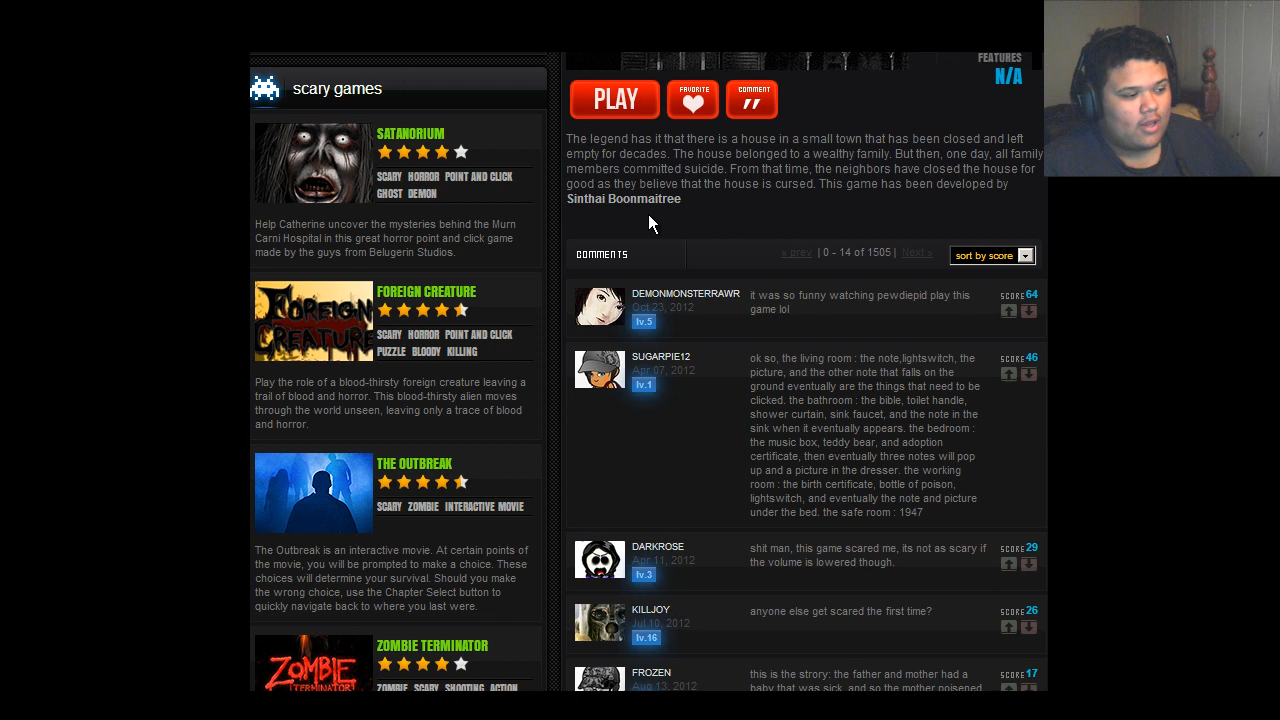 scary games
SATANORIUM
SCARY HORROR POINT AND CLICK
GHOST DEMON
Help Catherine uncover the mysteries behind the Murn
Carni Hospital in this great horror point and click game
made by the guys from Belugerin Studios.
FOREIGN CREATURE
FOREIGN
CREATURE
SCARY HORROR POINT AND CLICK
PUZZLE BLOODY KILLING
Play the role of a blood-thirsty foreign creature leaving a
trail of blood and horror. This blood-thirsty alien moves
through the world unseen, leaving only a trace of blood
and horror.
THE OUTBREAK
SCARY ZOMBIE INTERACTIVE MOVIE
The Outbreak is an interactive movie. At certain points of
the movie, you will be prompted to make a choice. These
choices will determine your survival. Should you make
the wrong choice, use the Chapter Select button to
quickly navigate back to where you last were.
ZOMBIE TERMINATOR
ZOMBIE
TERMINATOR
ZOMBIE SCARY SHOOTING ACTION
FEATURES
N/A
PLAY
FAVORITE
COMMENT
The legend has it that there is a house in a small town that has been closed and left
empty for decades. The house belonged to a wealthy family. But then, one day, all family
members committed suicide. From that time, the neighbors have closed the house for
good as they believe that the house is cursed. This game has been developed by
Sinthai Boonmaitree
COMMENTS
« prev | 0 - 14 of 1505 | Next »
sort by score
DEMONMONSTERRAWR
Oct 23, 2012
lv.5
it was so funny watching pewdiepid play this
game lol
SCORE 64
SUGARPIE12
Apr 07, 2012
lv.1
ok so, the living room : the note,lightswitch, the
picture, and the other note that falls on the
ground eventually are the things that need to be
clicked. the bathroom : the bible, toilet handle,
shower curtain, sink faucet, and the note in the
sink when it eventually appears. the bedroom :
the music box, teddy bear, and adoption
certificate, then eventually three notes will pop
up and a picture in the dresser. the working
room : the birth certificate, bottle of poison,
lightswitch, and eventually the note and picture
under the bed. the safe room : 1947
SCORE 46
DARKROSE
Apr 11, 2012
lv.3
shit man, this game scared me, its not as scary if
the volume is lowered though.
SCORE 29
KILLJOY
Jul 10, 2012
lv.16
anyone else get scared the first time?
SCORE 26
FROZEN
Aug 13, 2012
this is the strory: the father and mother had a
baby that was sick, and so the mother poisened
SCORE 17